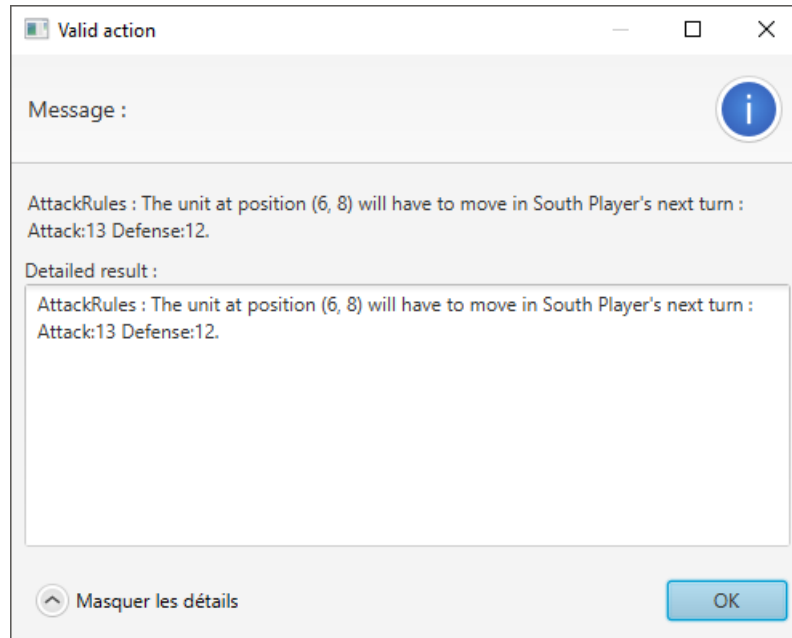 Valid action
Message :
AttackRules : The unit at position (6, 8) will have to move in South Player's next turn :
Attack:13 Defense:12.
Detailed result :
AttackRules : The unit at position (6, 8) will have to move in South Player's next turn :
Attack:13 Defense:12.
Masquer les détails
OK